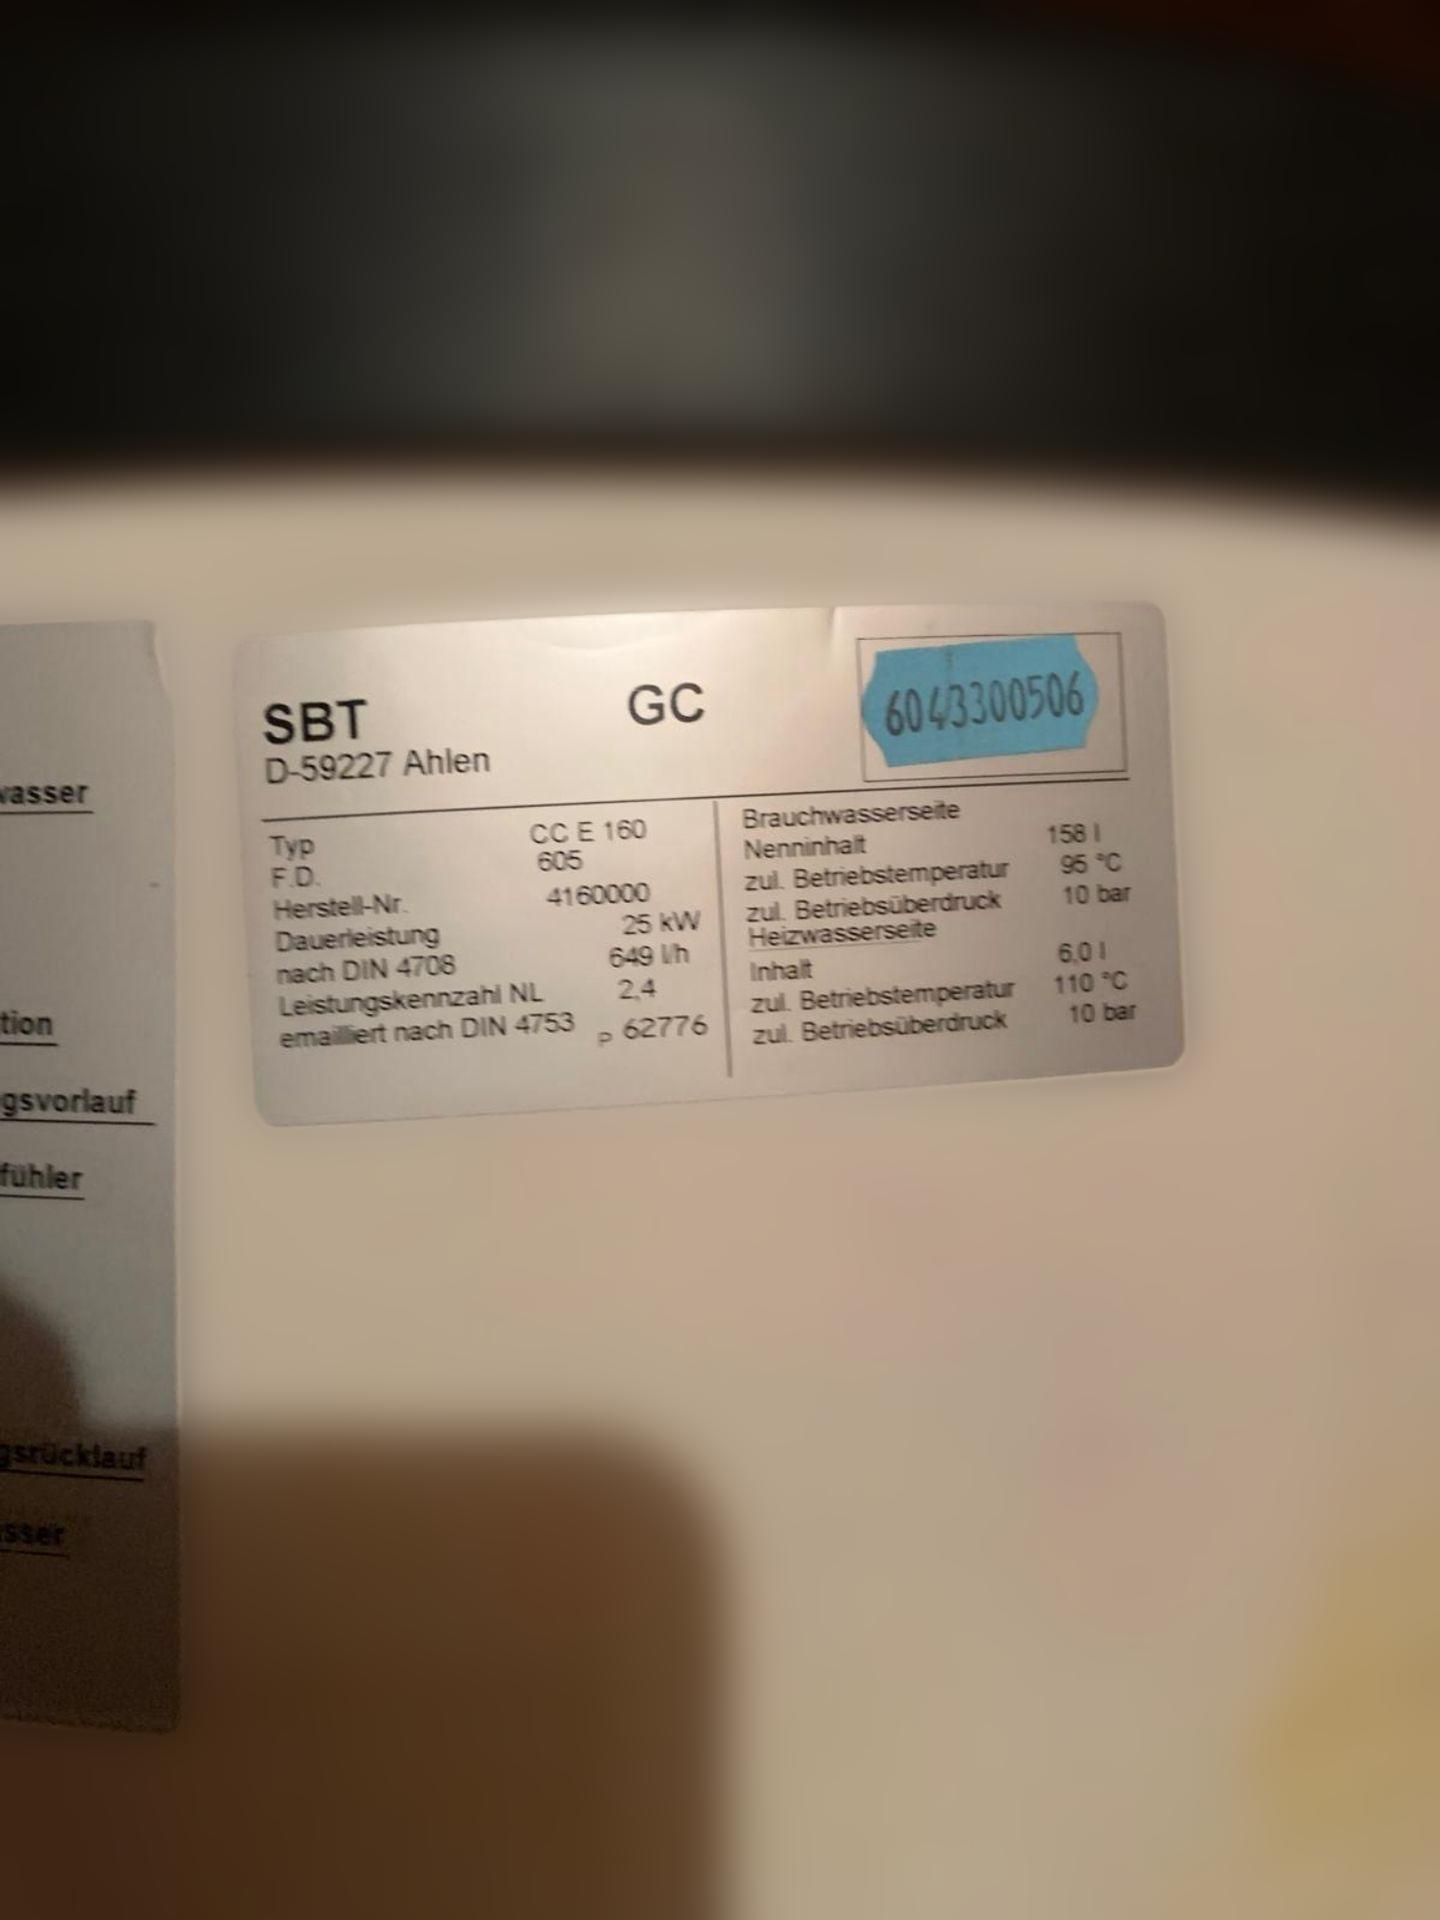 wasser
tion
gsvorlauf
fühler
gsrücklauf
sser
SBT GC 6043300506
D-59227 Ahlen
Typ CC E 160
F.D. 605
Herstell-Nr. 4160000
Dauerleistung 25 kW
nach DIN 4708 649 l/h
Leistungskennzahl NL 2,4
emailliert nach DIN 4753 P 62776
Brauchwasserseite
Nenninhalt 158 l
zul. Betriebstemperatur 95 °C
zul. Betriebsüberdruck 10 bar
Heizwasserseite
Inhalt 6,0 l
zul. Betriebstemperatur 110 °C
zul. Betriebsüberdruck 10 bar